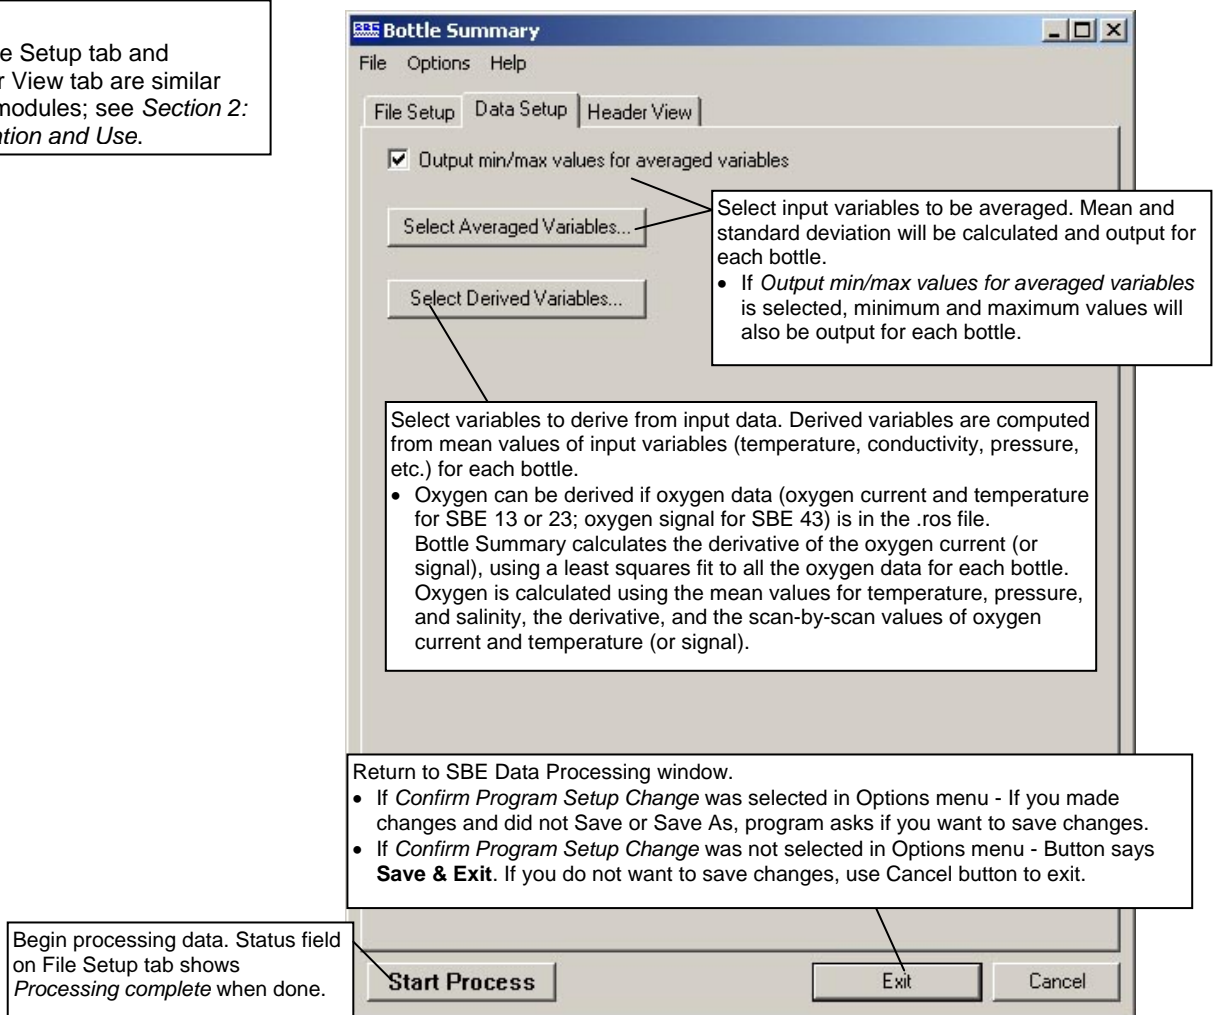 e Setup tab and
r View tab are similar
modules; see Section 2:
ation and Use.
SBE Bottle Summary
File Options Help
File Setup Data Setup Header View
Output min/max values for averaged variables
Select Averaged Variables...
Select input variables to be averaged. Mean and
standard deviation will be calculated and output for
each bottle.
• If Output min/max values for averaged variables
is selected, minimum and maximum values will
also be output for each bottle.
Select Derived Variables...
Select variables to derive from input data. Derived variables are computed
from mean values of input variables (temperature, conductivity, pressure,
etc.) for each bottle.
• Oxygen can be derived if oxygen data (oxygen current and temperature
for SBE 13 or 23; oxygen signal for SBE 43) is in the .ros file.
Bottle Summary calculates the derivative of the oxygen current (or
signal), using a least squares fit to all the oxygen data for each bottle.
Oxygen is calculated using the mean values for temperature, pressure,
and salinity, the derivative, and the scan-by-scan values of oxygen
current and temperature (or signal).
Return to SBE Data Processing window.
• If Confirm Program Setup Change was selected in Options menu - If you made
changes and did not Save or Save As, program asks if you want to save changes.
• If Confirm Program Setup Change was not selected in Options menu - Button says
Save & Exit. If you do not want to save changes, use Cancel button to exit.
Begin processing data. Status field
on File Setup tab shows
Processing complete when done.
Start Process Exit Cancel